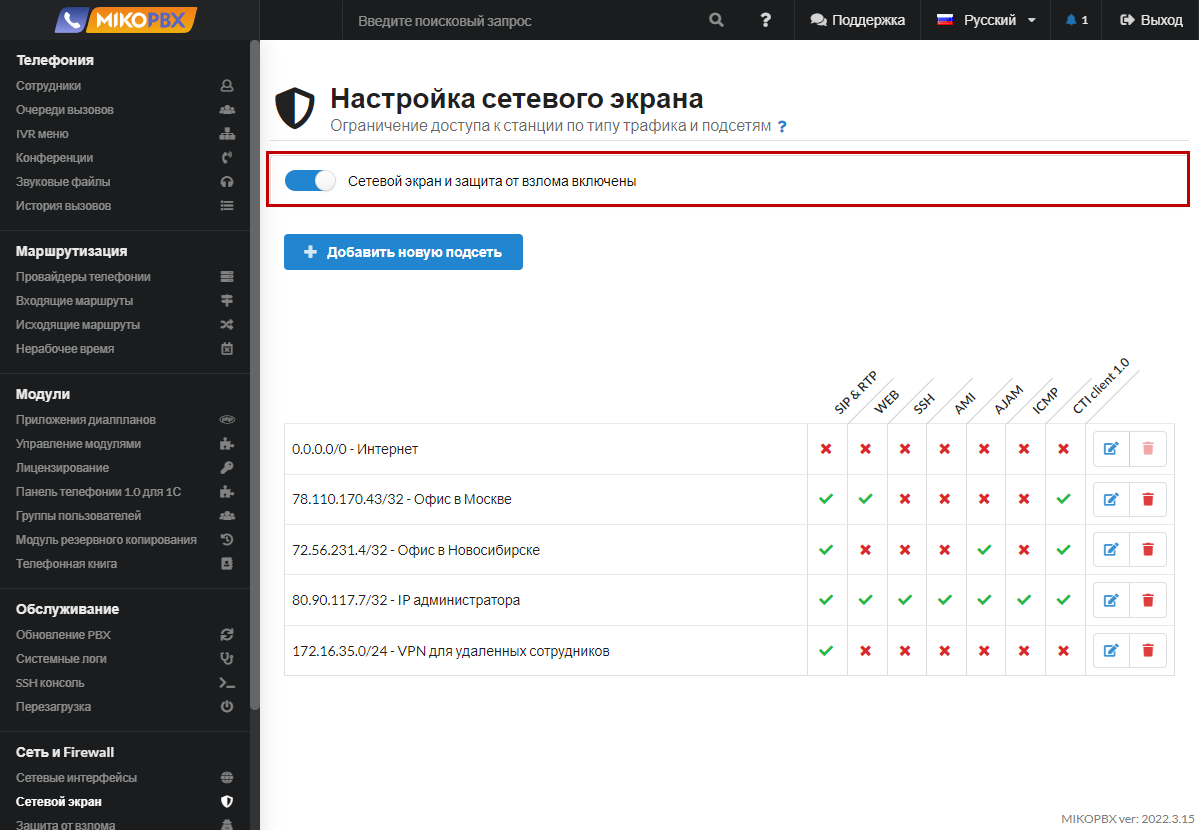 MIKOPBX
Введите поисковый запрос
?
Поддержка
Русский
1
Выход
Телефония
Сотрудники
Очереди вызовов
IVR меню
Конференции
Звуковые файлы
История вызовов
Маршрутизация
Провайдеры телефонии
Входящие маршруты
Исходящие маршруты
Нерабочее время
Модули
Приложения диалпланов
Управление модулями
Лицензирование
Панель телефонии 1.0 для 1С
Группы пользователей
Модуль резервного копирования
Телефонная книга
Обслуживание
Обновление PBX
Системные логи
SSH консоль
Перезагрузка
Сеть и Firewall
Сетевые интерфейсы
Сетевой экран
Защита от взлома
Настройка сетевого экрана
Ограничение доступа к станции по типу трафика и подсетям ?
Сетевой экран и защита от взлома включены
Добавить новую подсеть
SIP & RTP
WEB
SSH
AMI
AJAM
ICMP
CTI client 1.0
0.0.0.0/0 - Интернет
78.110.170.43/32 - Офис в Москве
72.56.231.4/32 - Офис в Новосибирске
80.90.117.7/32 - IP администратора
172.16.35.0/24 - VPN для удаленных сотрудников
MIKOPBX ver: 2022.3.15